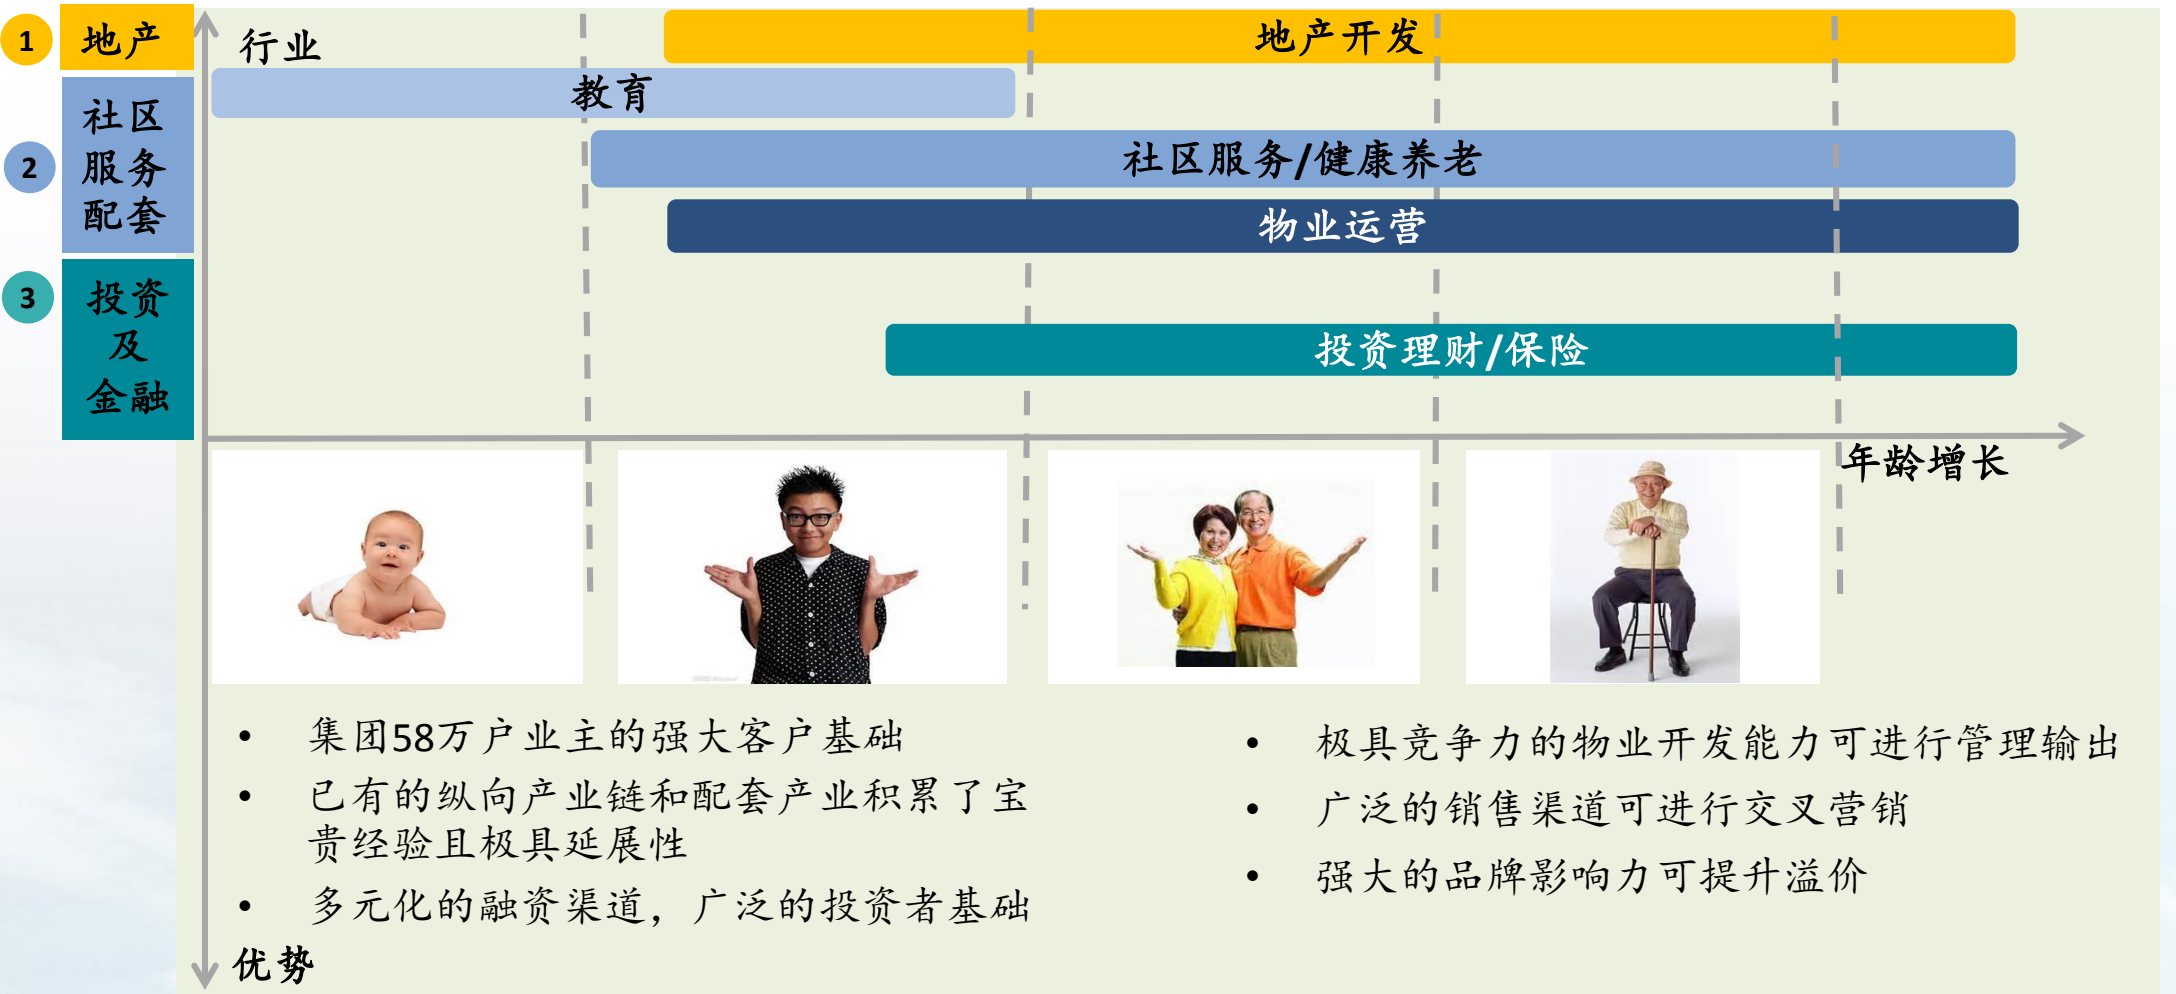 1
地产
行业
地产开发
教育
社区
服务
配套
2
社区服务/健康养老
物业运营
3
投资
及
金融
投资理财/保险
年龄增长
• 集团58万户业主的强大客户基础
• 已有的纵向产业链和配套产业积累了宝
贵经验且极具延展性
• 多元化的融资渠道，广泛的投资者基础
• 极具竞争力的物业开发能力可进行管理输出
• 广泛的销售渠道可进行交叉营销
• 强大的品牌影响力可提升溢价
优势